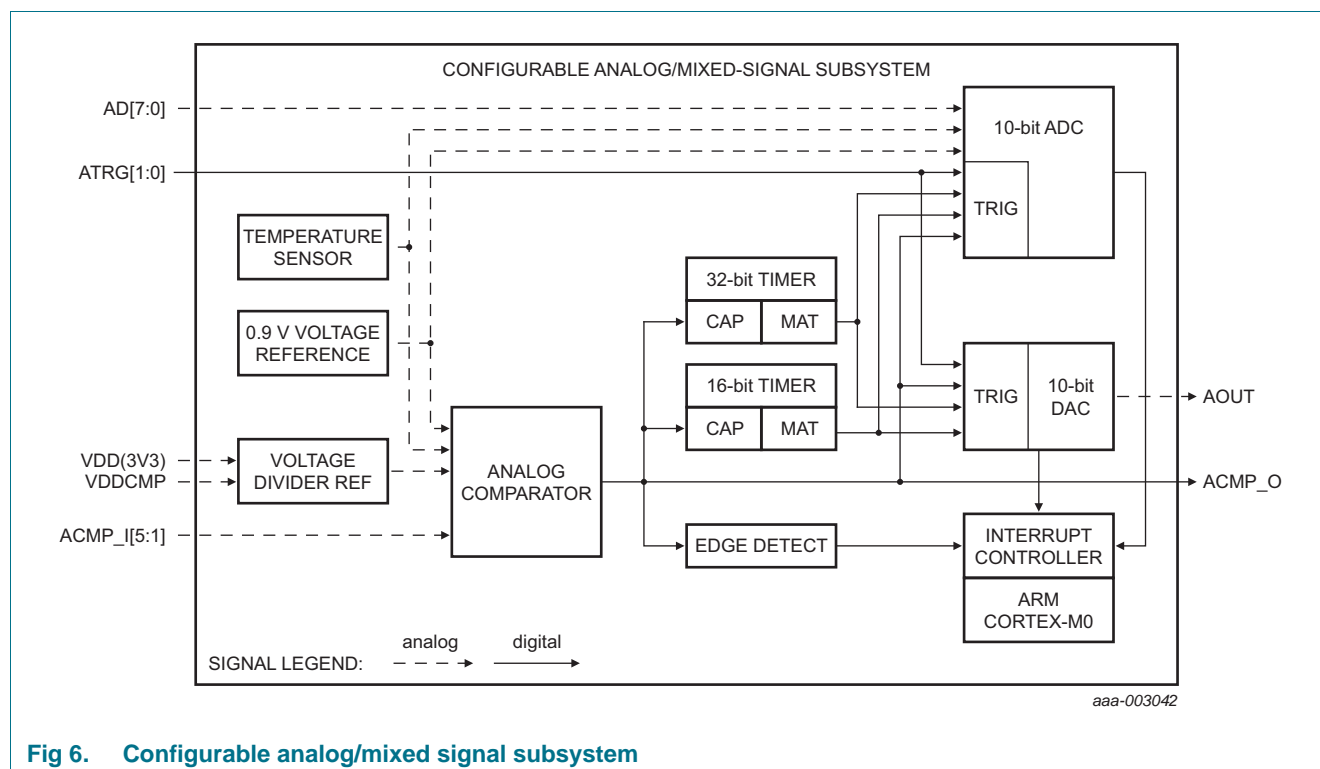 CONFIGURABLE ANALOG/MIXED-SIGNAL SUBSYSTEM
AD[7:0]
ATRG[1:0]
10-bit ADC
TRIG
TEMPERATURE
SENSOR
0.9 V VOLTAGE
REFERENCE
32-bit TIMER
CAP
MAT
16-bit TIMER
CAP
MAT
TRIG
10-bit
DAC
AOUT
VDD(3V3)
VDDCMP
VOLTAGE
DIVIDER REF
ANALOG
COMPARATOR
ACMP_O
ACMP_I[5:1]
EDGE DETECT
INTERRUPT
CONTROLLER
ARM
CORTEX-M0
SIGNAL LEGEND:
analog
digital
aaa-003042
Fig 6. Configurable analog/mixed signal subsystem